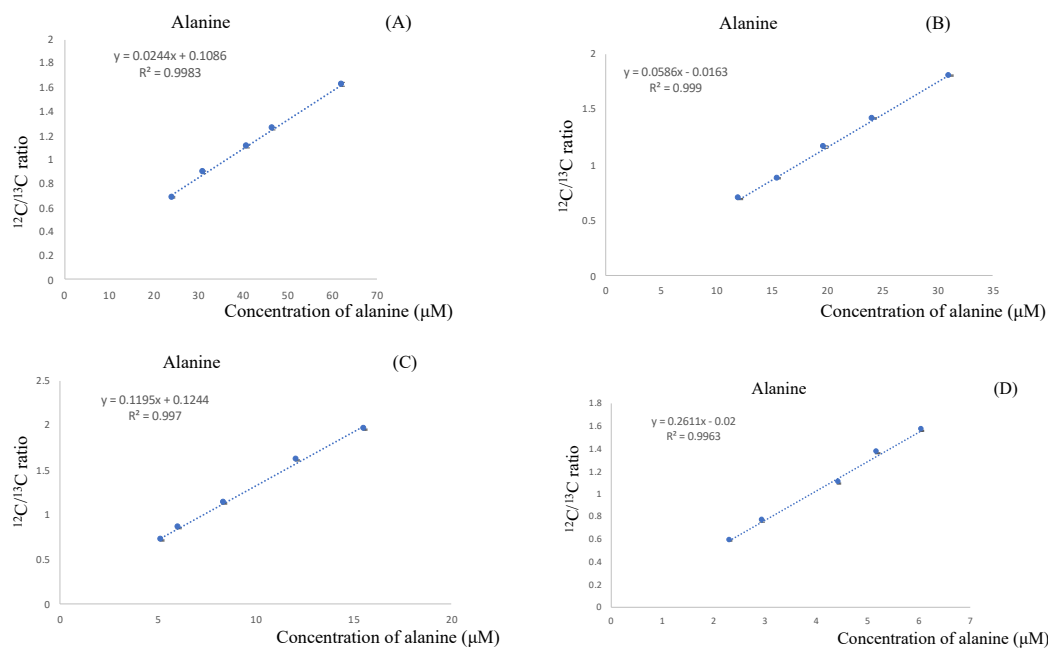 Alanine
(A)
y = 0.0244x + 0.1086
R² = 0.9983
¹²C/¹³C ratio
2
1.8
1.6
1.4
1.2
1
0.8
0.6
0.4
0.2
0
0 10 20 30 40 50 60 70
Concentration of alanine (μM)
Alanine
(B)
y = 0.0586x - 0.0163
R² = 0.999
¹²C/¹³C ratio
2
1.5
1
0.5
0
0 5 10 15 20 25 30 35
Concentration of alanine (μM)
Alanine
(C)
y = 0.1195x + 0.1244
R² = 0.997
¹²C/¹³C ratio
2.5
2
1.5
1
0.5
0
0 5 10 15 20
Concentration of alanine (μM)
Alanine
(D)
y = 0.2611x - 0.02
R² = 0.9963
¹²C/¹³C ratio
1.8
1.6
1.4
1.2
1
0.8
0.6
0.4
0.2
0
0 1 2 3 4 5 6 7
Concentration of alanine (μM)